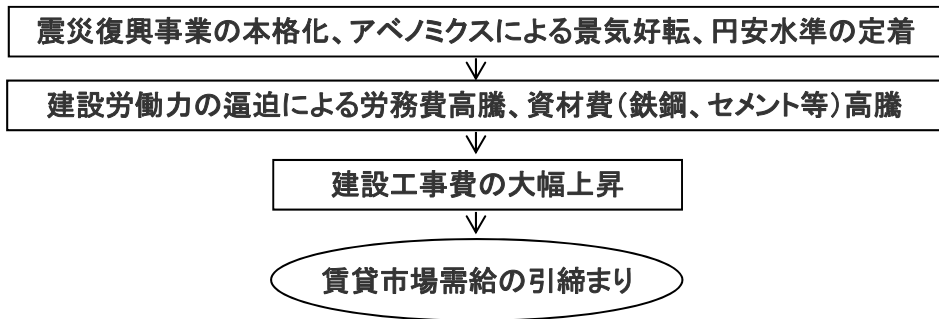 震災復興事業の本格化、アベノミクスによる景気好転、円安水準の定着
建設労働力の逼迫による労務費高騰、資材費(鉄鋼、セメント等)高騰
建設工事費の大幅上昇
賃貸市場需給の引締まり